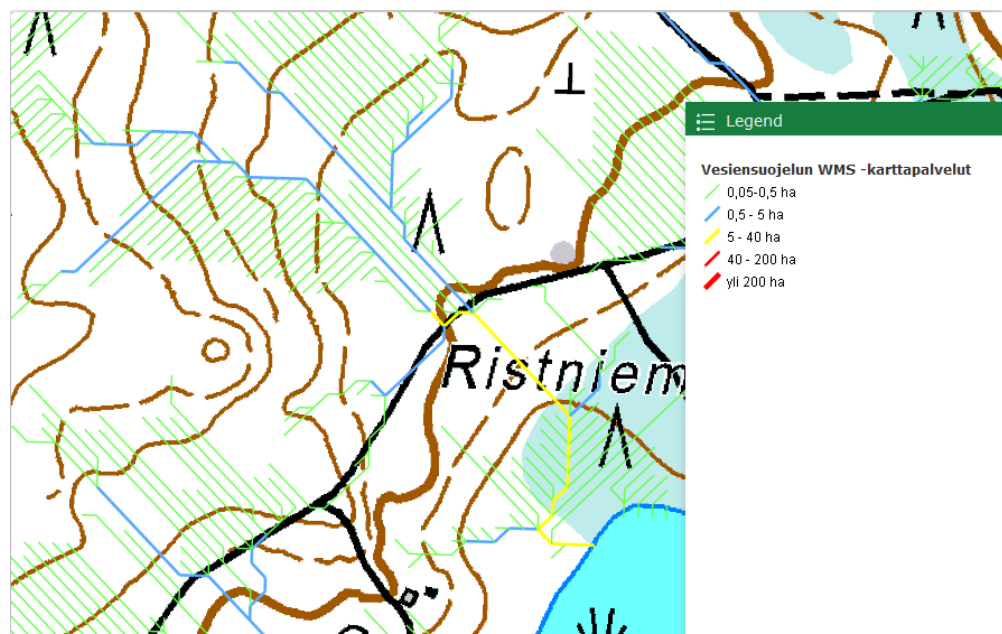 Legend
Vesiensuojelun WMS -karttapalvelut
0,05-0,5 ha
0,5 - 5 ha
5 - 40 ha
40 - 200 ha
yli 200 ha
Ristniem